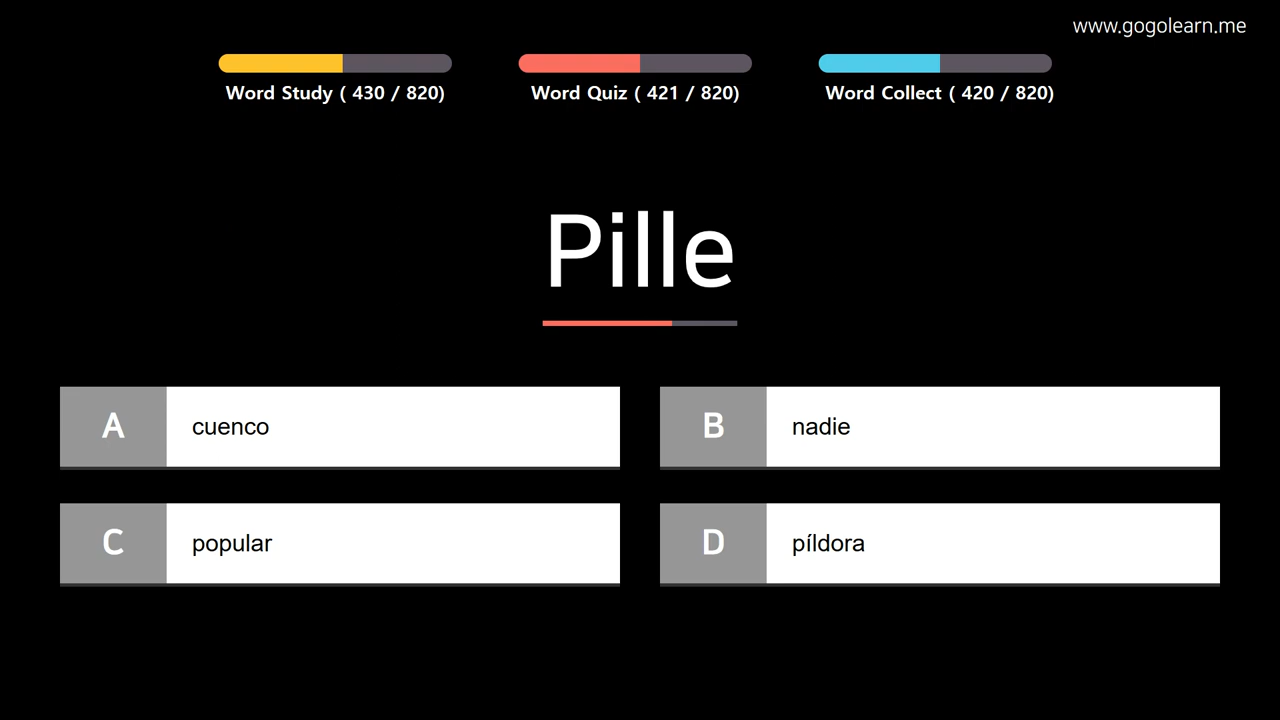 www.gogolearn.me
Word Study ( 430 / 820)
Word Quiz ( 421 / 820)
Word Collect ( 420 / 820)
Pille
A cuenco
B nadie
C popular
D píldora